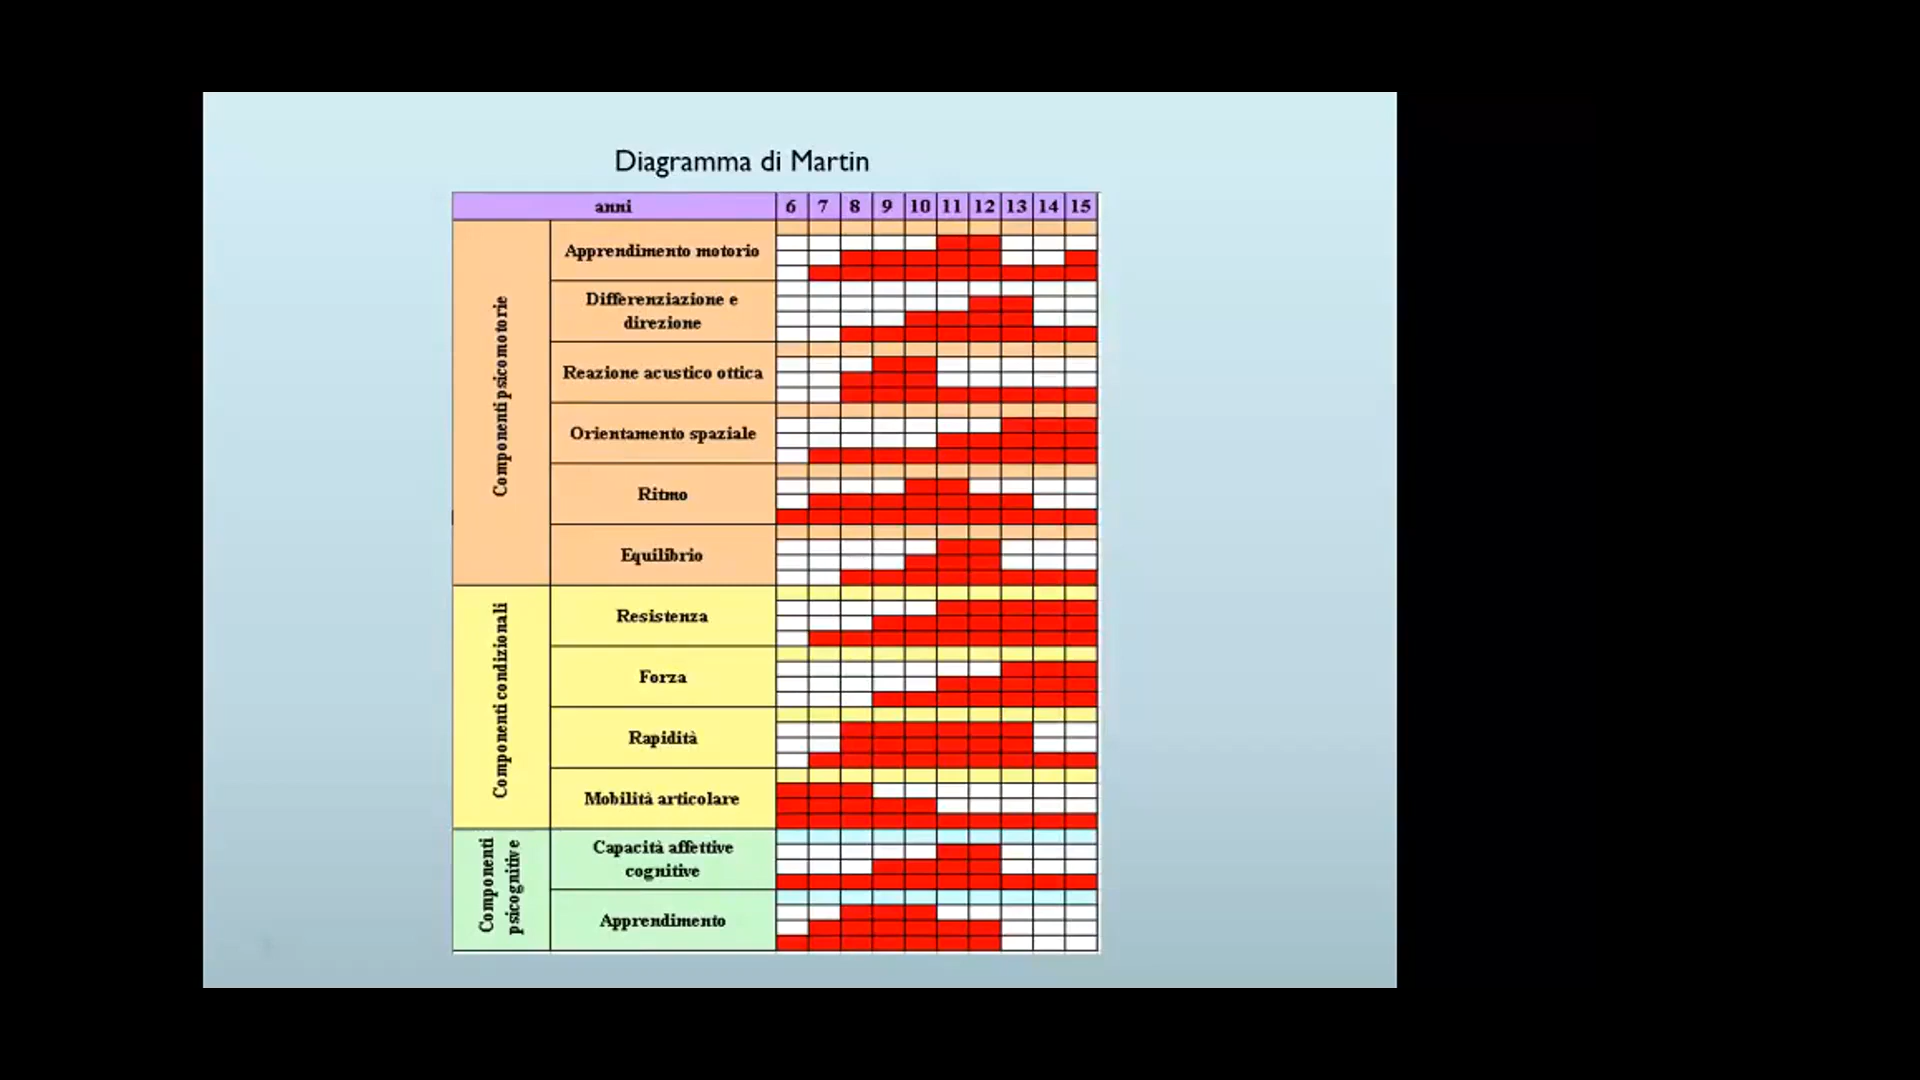 Diagramma di Martin
anni 6 7 8 9 10 11 12 13 14 15
Componenti psicomotorie
Apprendimento motorio
Differenziazione e
direzione
Reazione acustico ottica
Orientamento spaziale
Ritmo
Equilibrio
Componenti condizionali
Resistenza
Forza
Rapidità
Mobilità articolare
Componenti
psicognitive
Capacità affettive
cognitive
Apprendimento